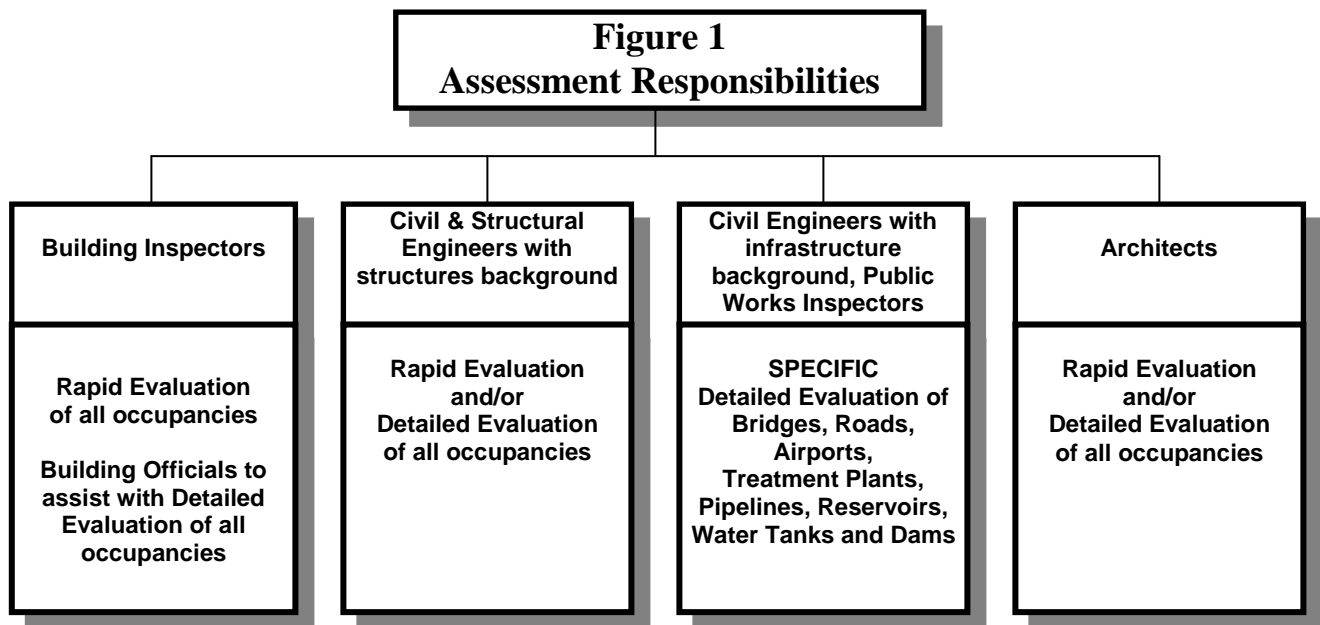 Figure 1
Assessment Responsibilities
Building Inspectors
Rapid Evaluation
of all occupancies
Building Officials to
assist with Detailed
Evaluation of all
occupancies
Civil & Structural
Engineers with
structures background
Rapid Evaluation
and/or
Detailed Evaluation
of all occupancies
Civil Engineers with
infrastructure
background, Public
Works Inspectors
SPECIFIC
Detailed Evaluation of
Bridges, Roads,
Airports,
Treatment Plants,
Pipelines, Reservoirs,
Water Tanks and Dams
Architects
Rapid Evaluation
and/or
Detailed Evaluation
of all occupancies